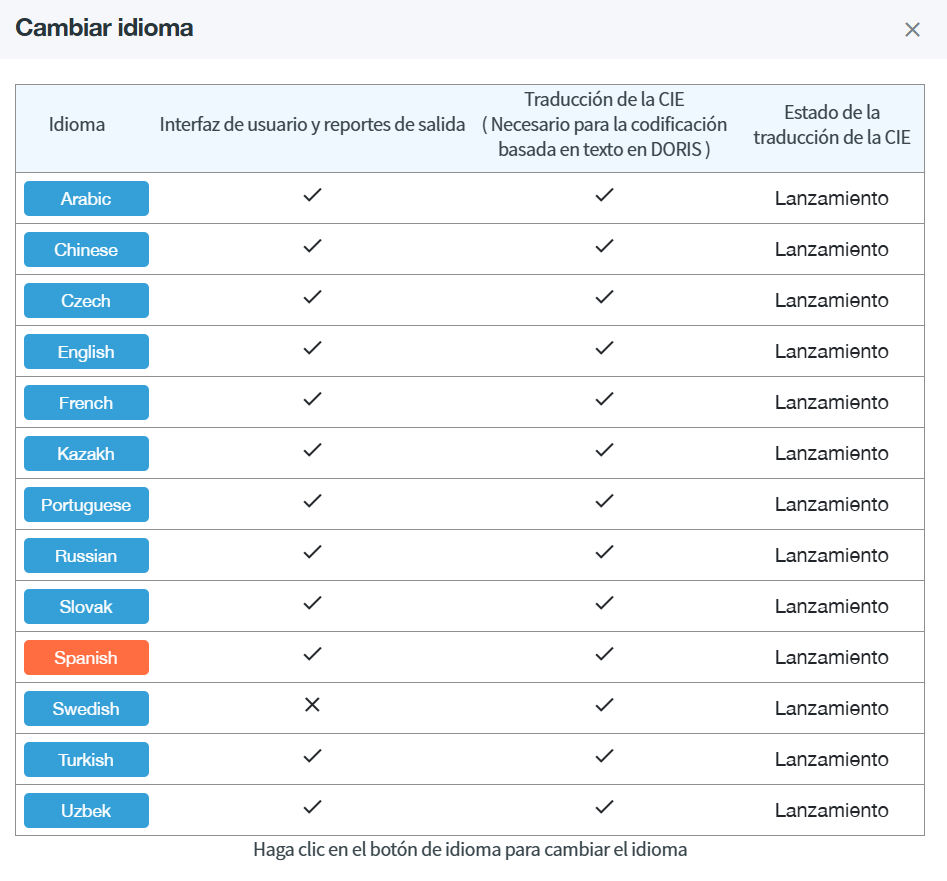 Cambiar idioma
Idioma
Interfaz de usuario y reportes de salida
Traducción de la CIE
( Necesario para la codificación
basada en texto en DORIS )
Estado de la
traducción de la CIE
Arabic ✓ ✓ Lanzamiento
Chinese ✓ ✓ Lanzamiento
Czech ✓ ✓ Lanzamiento
English ✓ ✓ Lanzamiento
French ✓ ✓ Lanzamiento
Kazakh ✓ ✓ Lanzamiento
Portuguese ✓ ✓ Lanzamiento
Russian ✓ ✓ Lanzamiento
Slovak ✓ ✓ Lanzamiento
Spanish ✓ ✓ Lanzamiento
Swedish ✕ ✓ Lanzamiento
Turkish ✓ ✓ Lanzamiento
Uzbek ✓ ✓ Lanzamiento
Haga clic en el botón de idioma para cambiar el idioma